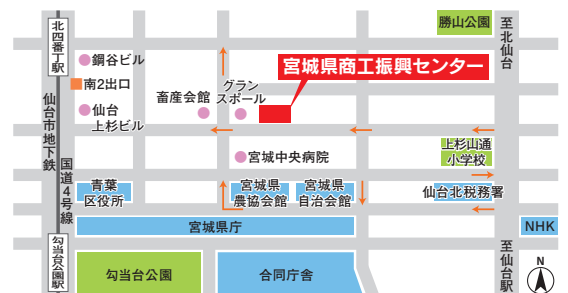 北四番丁駅
鋼谷ビル
南2出口
仙台
上杉ビル
仙台市地下鉄
国道4号線
勾当台公園駅
畜産会館
グラン
スポール
宮城県商工振興センター
勝山公園
至北仙台
宮城中央病院
上杉山通
小学校
青葉
区役所
宮城県
農協会館
宮城県
自治会館
仙台北税務署
宮城県庁
NHK
勾当台公園
合同庁舎
至仙台駅
N